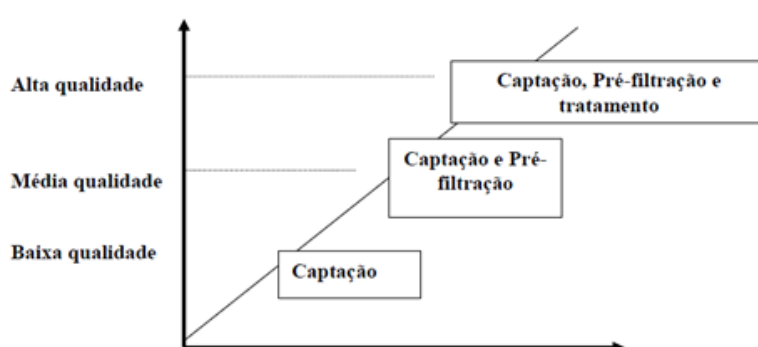 Alta qualidade
Captação, Pré-filtração e
tratamento
Média qualidade
Captação e Pré-
filtração
Baixa qualidade
Captação